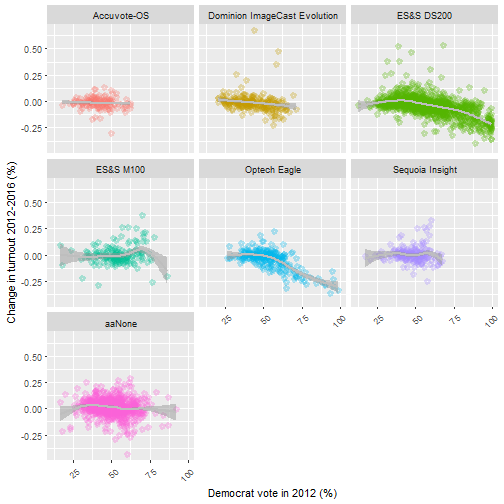 Accuvote-OS
Dominion ImageCast Evolution
ES&S DS200
0.50
0.25
0.00
-0.25
ES&S M100
Optech Eagle
Sequoia Insight
0.50
0.25
0.00
-0.25
25
50
75
100
25
50
75
100
aaNone
0.50
0.25
0.00
-0.25
25
50
75
100
Change in turnout 2012-2016 (%)
Democrat vote in 2012 (%)